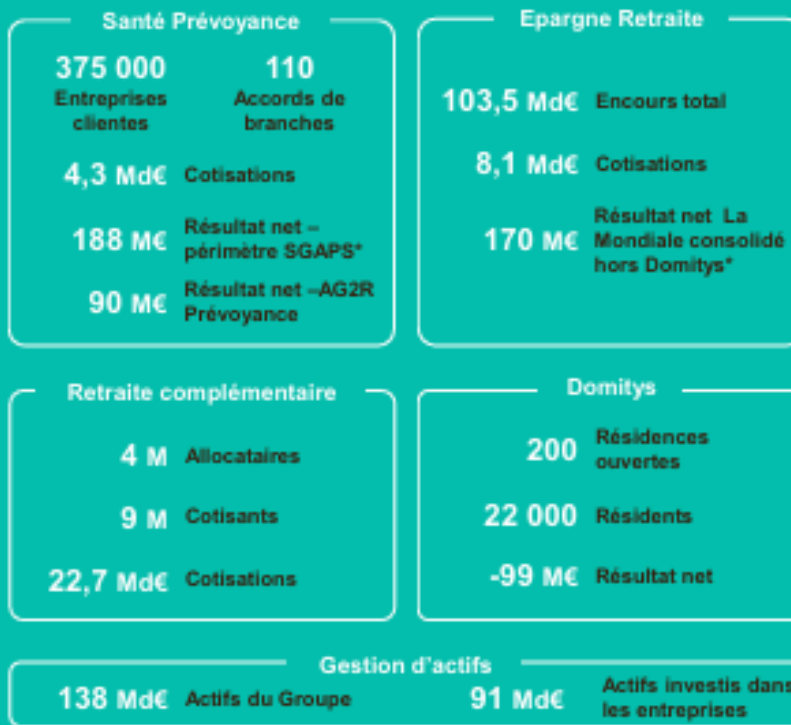 Santé Prévoyance
375 000
Entreprises
clientes
110
Accords de
branches
4,3 Md€ Cotisations
188 M€ Résultat net –
périmètre SGAPS*
90 M€ Résultat net –AG2R
Prévoyance
Epargne Retraite
103,5 Md€ Encours total
8,1 Md€ Cotisations
170 M€ Résultat net La
Mondiale consolidé
hors Domitys*
Retraite complémentaire
4 M Allocataires
9 M Cotisants
22,7 Md€ Cotisations
Domitys
200 Résidences
ouvertes
22 000 Résidents
-99 M€ Résultat net
Gestion d'actifs
138 Md€ Actifs du Groupe
91 Md€ Actifs investis dans
les entreprises